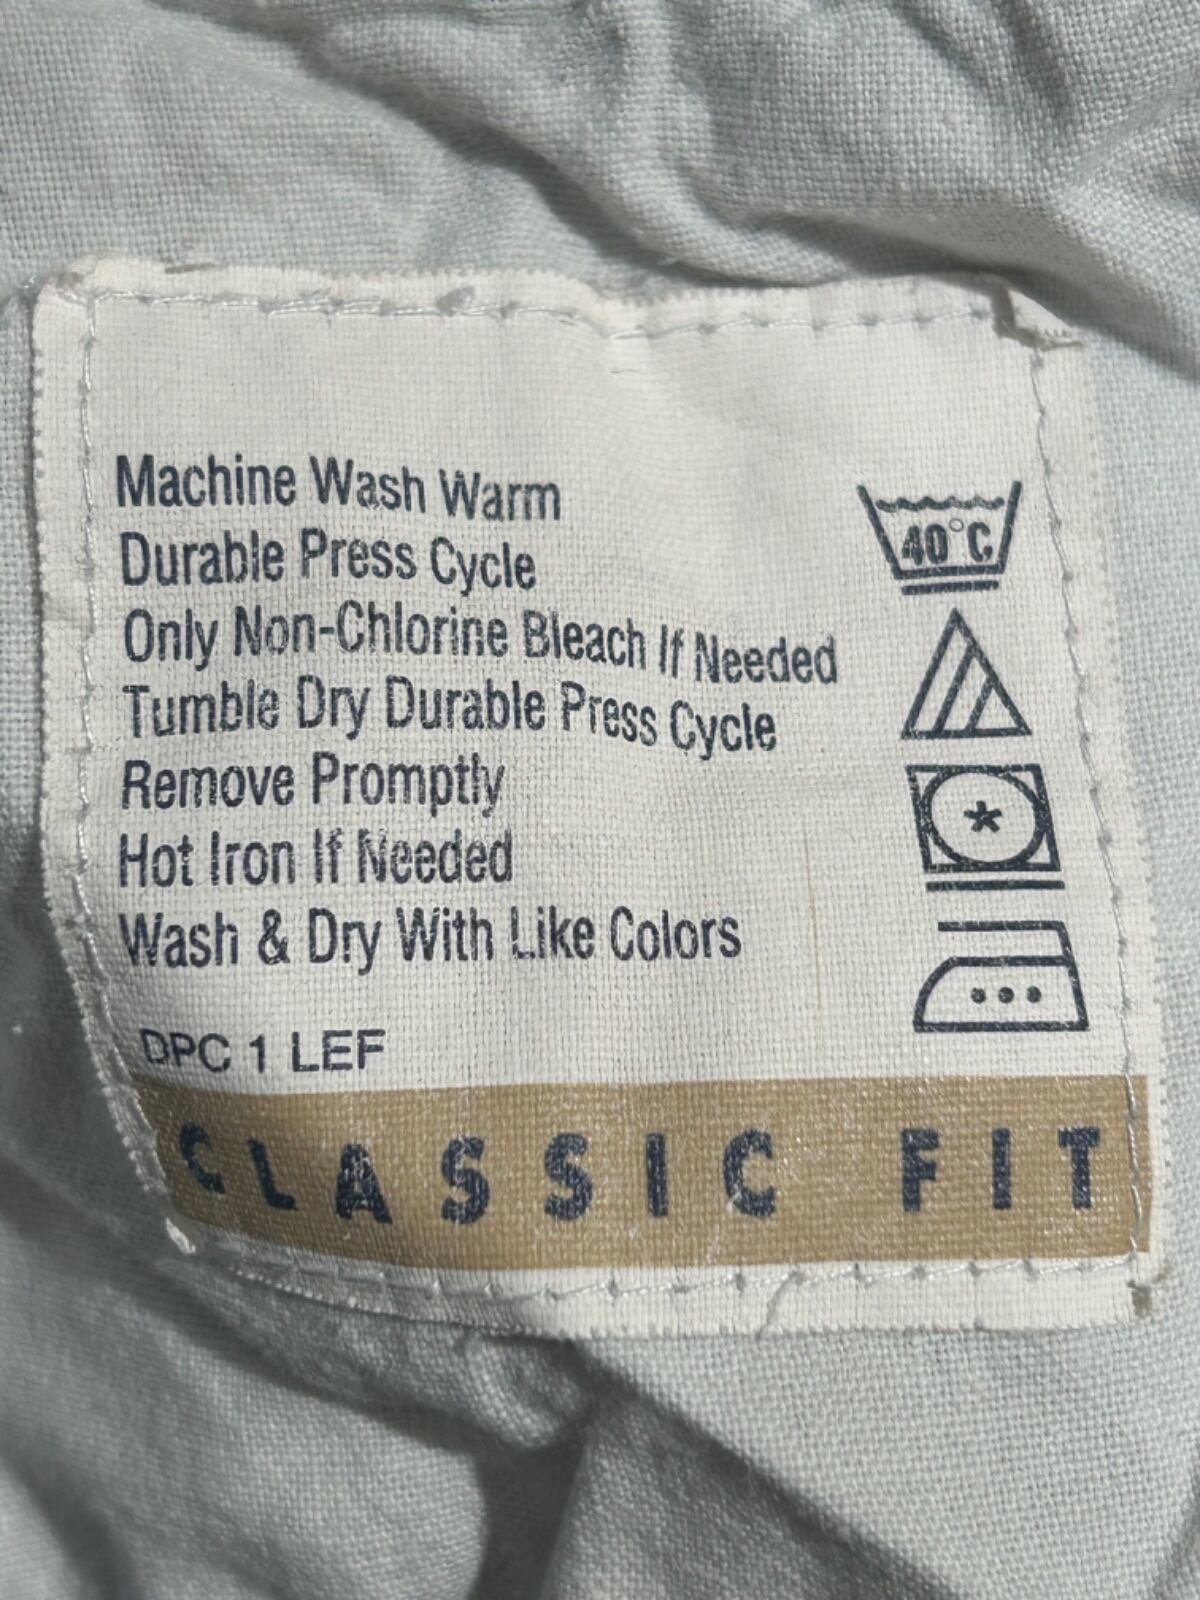 Machine Wash Warm
Durable Press Cycle
Only Non-Chlorine Bleach If Needed
Tumble Dry Durable Press Cycle
Remove Promptly
Hot Iron If Needed
Wash & Dry With Like Colors
40°C
DPC 1 LEF
CLASSIC FIT